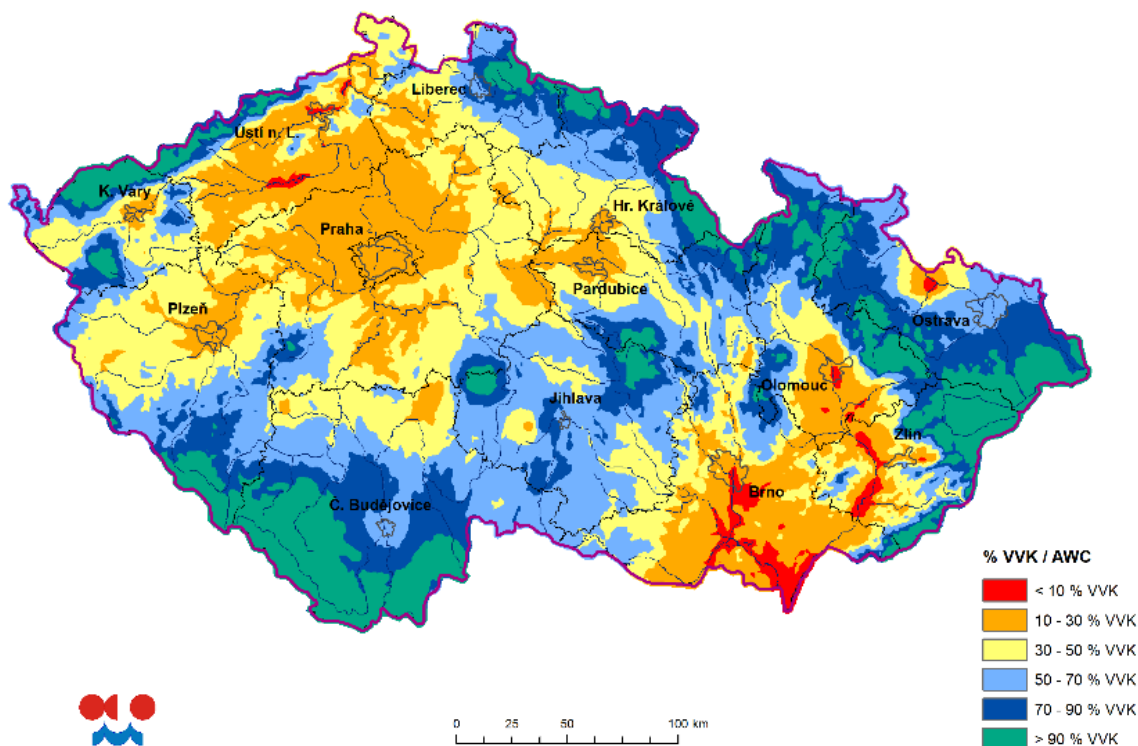 Liberec
Ústí n. L.
K. Vary
Hr. Králové
Praha
Pardubice
Plzeň
Ostrava
Olomouc
Jihlava
Zlín
Brno
Č. Budějovice
% VVK / AWC
< 10 % VVK
10 - 30 % VVK
30 - 50 % VVK
50 - 70 % VVK
70 - 90 % VVK
> 90 % VVK
0 25 50 100 km